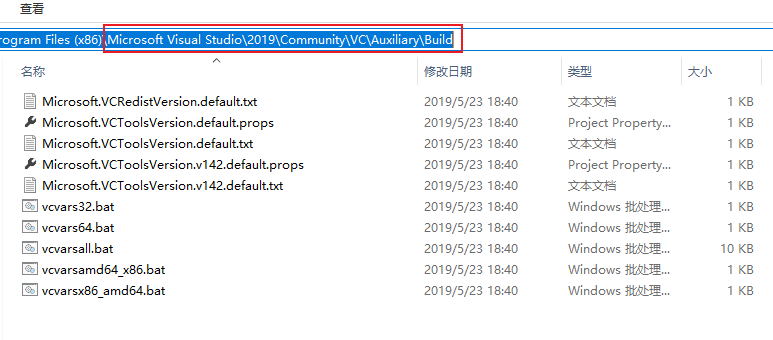 查看
rogram Files (x86)\Microsoft Visual Studio\2019\Community\VC\Auxiliary\Build
名称 修改日期 类型 大小
Microsoft.VCRedistVersion.default.txt 2019/5/23 18:40 文本文档 1 KB
Microsoft.VCToolsVersion.default.props 2019/5/23 18:40 Project Property... 1 KB
Microsoft.VCToolsVersion.default.txt 2019/5/23 18:40 文本文档 1 KB
Microsoft.VCToolsVersion.v142.default.props 2019/5/23 18:40 Project Property... 1 KB
Microsoft.VCToolsVersion.v142.default.txt 2019/5/23 18:40 文本文档 1 KB
vcvars32.bat 2019/5/23 18:40 Windows 批处理... 1 KB
vcvars64.bat 2019/5/23 18:40 Windows 批处理... 1 KB
vcvarsall.bat 2019/5/23 18:40 Windows 批处理... 10 KB
vcvarsamd64_x86.bat 2019/5/23 18:40 Windows 批处理... 1 KB
vcvarsx86_amd64.bat 2019/5/23 18:40 Windows 批处理... 1 KB